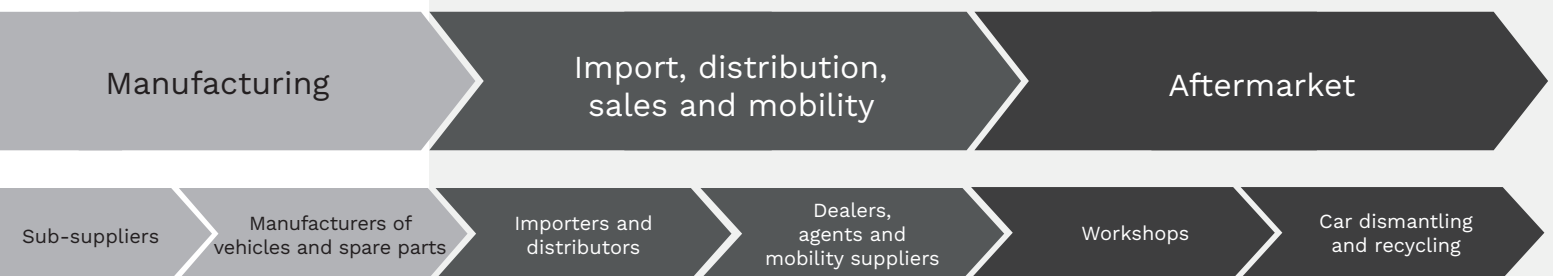 Manufacturing
Import, distribution,
sales and mobility
Aftermarket
Sub-suppliers
Manufacturers of
vehicles and spare parts
Importers and
distributors
Dealers,
agents and
mobility suppliers
Workshops
Car dismantling
and recycling